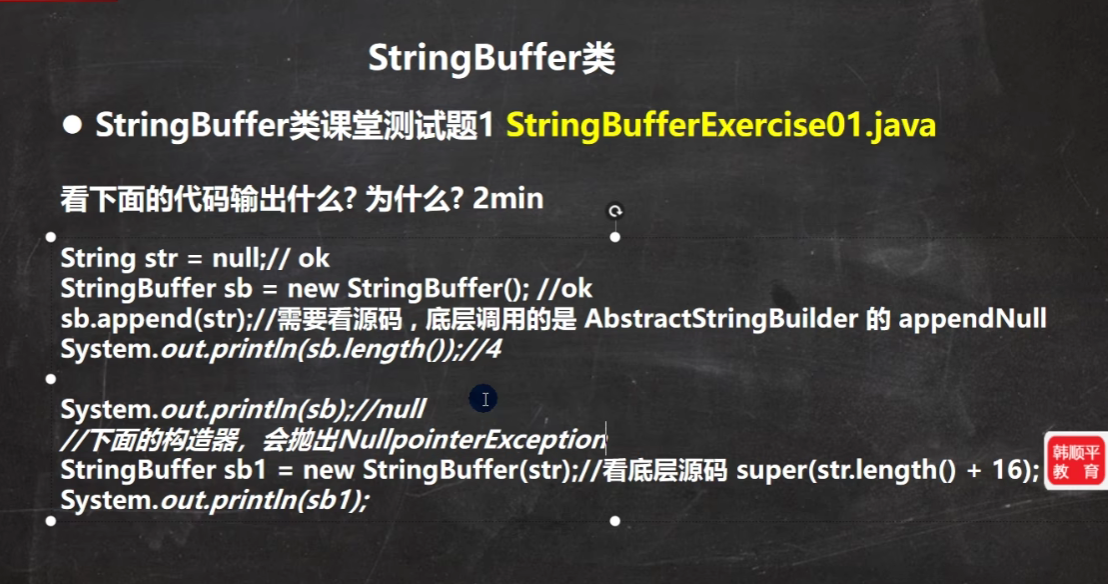 StringBuffer类
● StringBuffer类课堂测试题1 StringBufferExercise01.java
看下面的代码输出什么? 为什么? 2min
String str = null;// ok
StringBuffer sb = new StringBuffer(); //ok
sb.append(str);//需要看源码 , 底层调用的是 AbstractStringBuilder 的 appendNull
System.out.println(sb.length());//4
System.out.println(sb);//null
//下面的构造器，会抛出NullpointerException
StringBuffer sb1 = new StringBuffer(str);//看底层源码 super(str.length() + 16);
System.out.println(sb1);
韩顺平
教 育